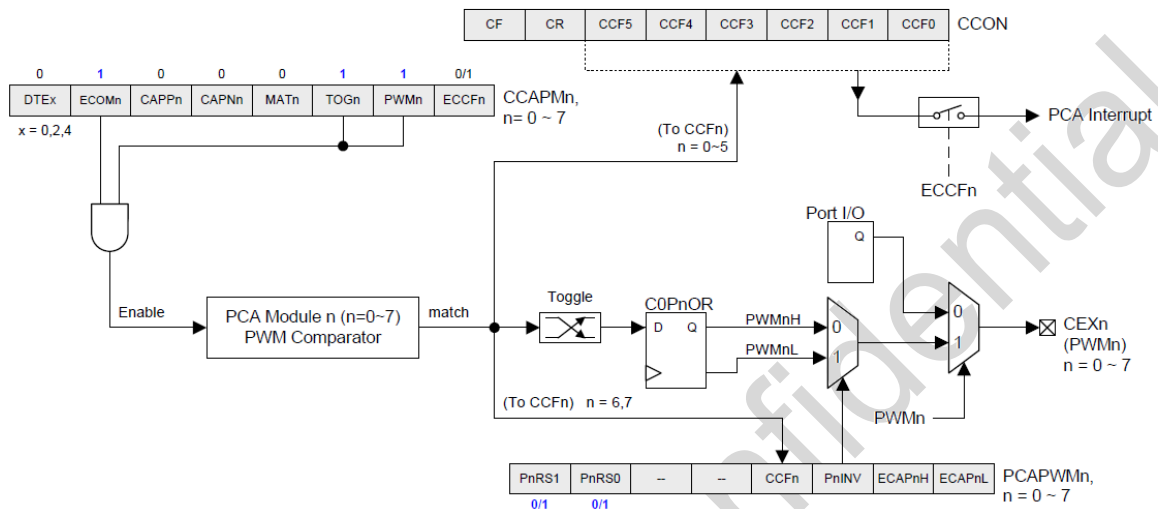 CF CR CCF5 CCF4 CCF3 CCF2 CCF1 CCF0 CCON
0 1 0 0 0 1 1 0/1
DTEx ECOMn CAPPn CAPNn MATn TOGn PWMn ECCFn CCAPMn,
n= 0 ~ 7
x = 0,2,4
(To CCFn)
n = 0~5
PCA Interrupt
ECCFn
Port I/O
Q
Enable
PCA Module n (n=0~7)
PWM Comparator
match
Toggle
C0PnOR
D Q
PWMnH
PWMnL
0
1
0
1
CEXn
(PWMn)
n = 0 ~ 7
PWMn
(To CCFn) n = 6,7
PnRS1 PnRS0 -- -- CCFn PnINV ECAPnH ECAPnL PCAPWMn,
n = 0 ~ 7
0/1 0/1
nfidential